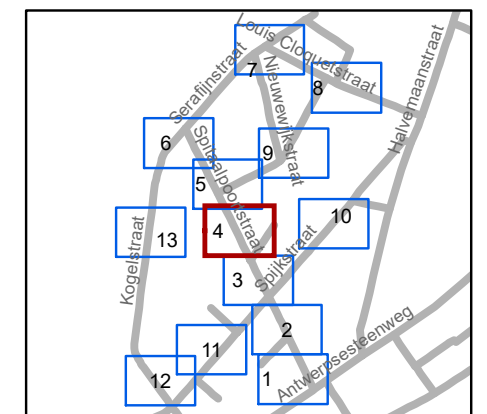 Louis Cloquetstraat
7
8
Serafijnstraat
Nieuwewijkstraat
Halvemaanstraat
6
9
Spitaalpoortstraat
5
4
10
13
Kogelstraat
Spijkstraat
3
2
11
Antwerpsesteenweg
12
1